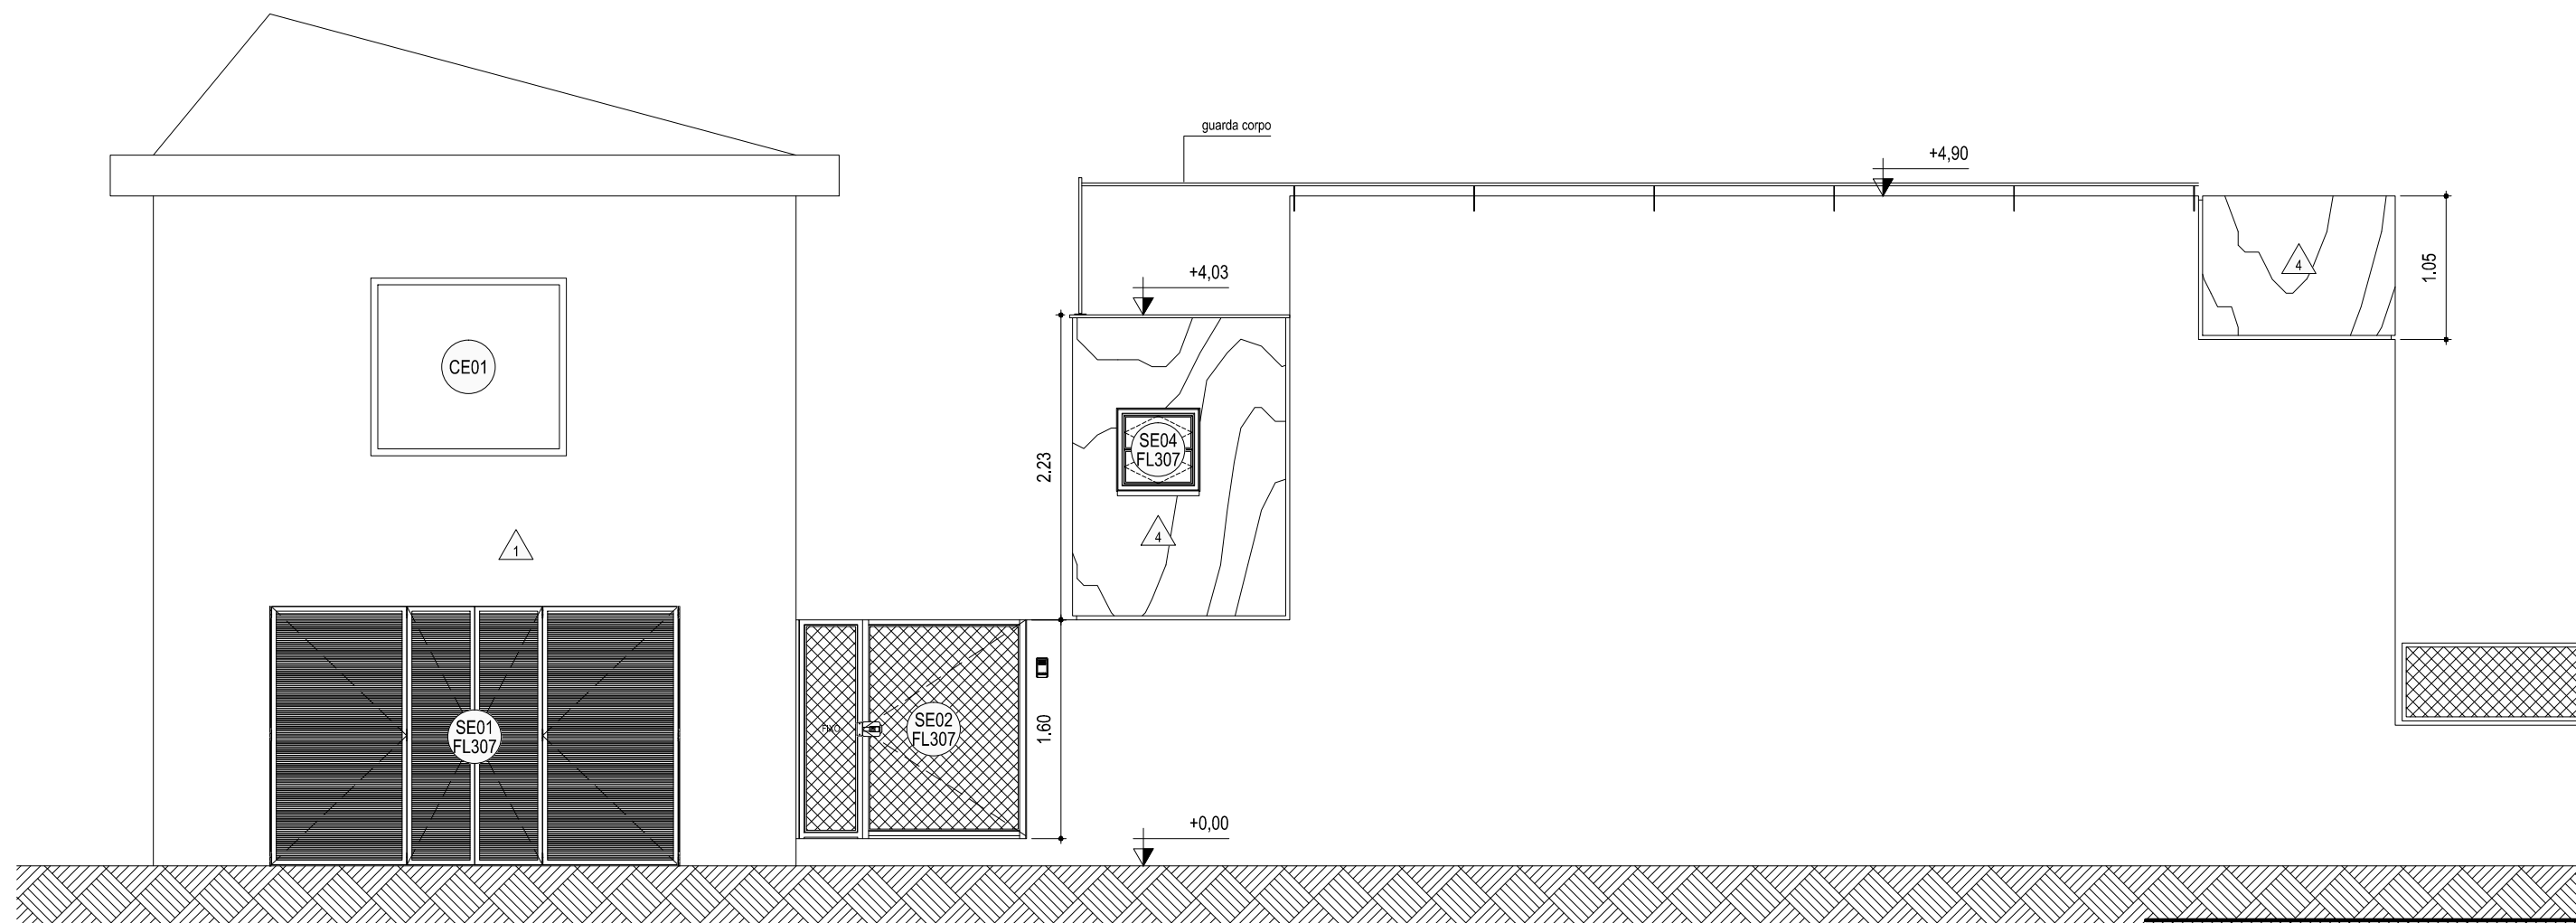 guarda corpo
+4,90
+4,03
4
1.05
CE01
SE04
FL307
2.23
4
1
SE01
FL307
FIXO
SE02
FL307
1.60
+0,00